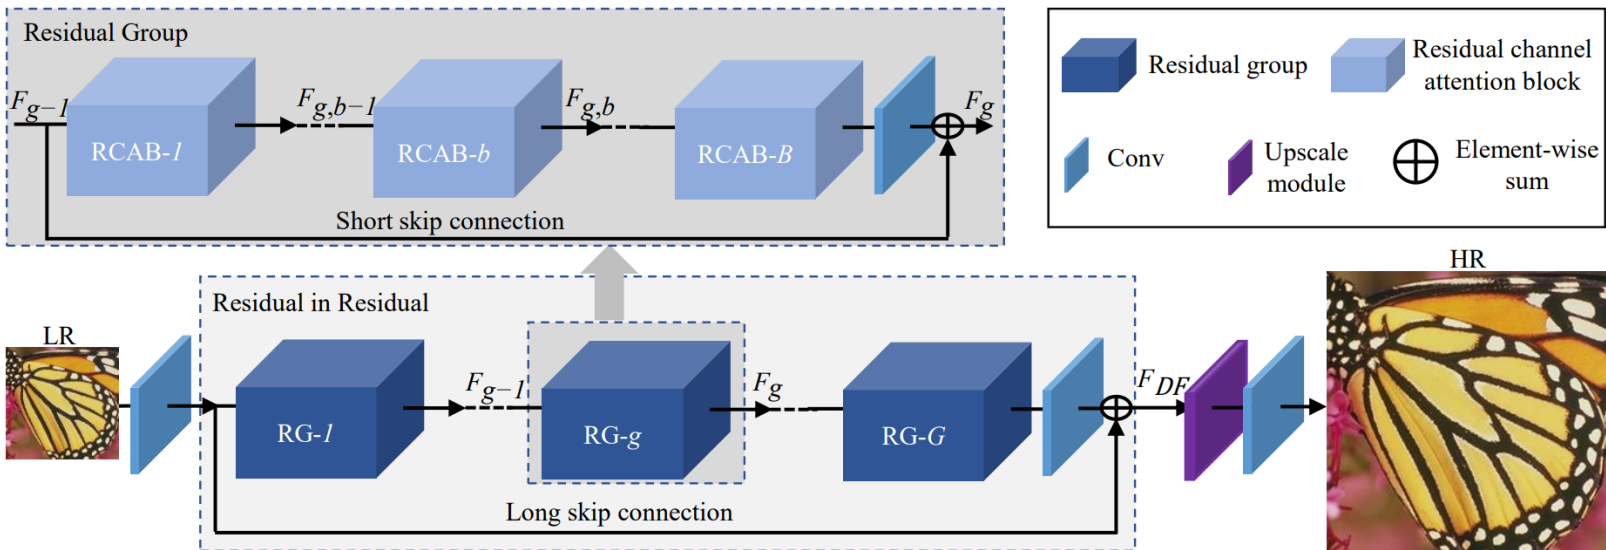 Residual Group
F_{g-1}
RCAB-1
F_{g,b-1}
RCAB-b
F_{g,b}
RCAB-B
F_g
Short skip connection
Residual group
Residual channel
attention block
Conv
Upscale
module
Element-wise
sum
Residual in Residual
LR
RG-1
F_{g-1}
RG-g
F_g
RG-G
F_{DF}
HR
Long skip connection